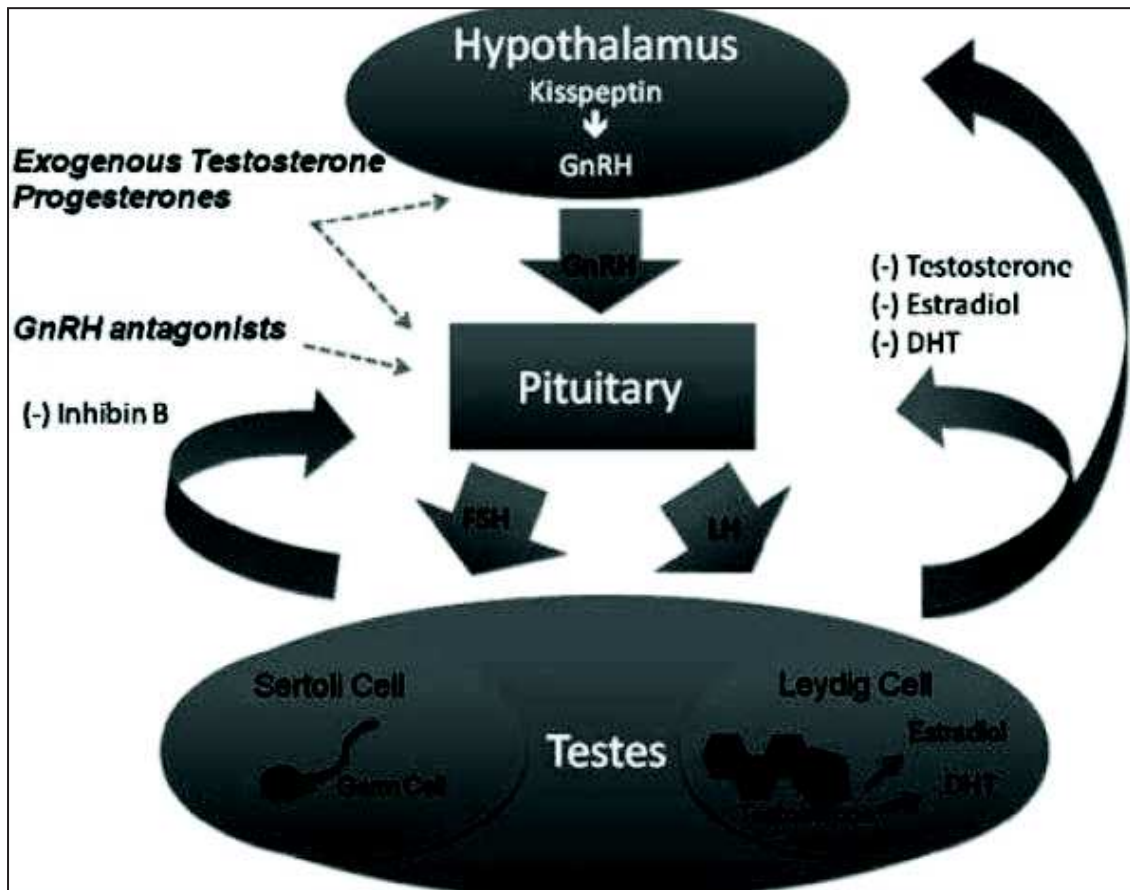 Hypothalamus
Kisspeptin
GnRH
Exogenous Testosterone
Progesterones
GnRH
(-) Testosterone
(-) Estradiol
(-) DHT
GnRH antagonists
Pituitary
(-) Inhibin B
FSH
LH
Sertoli Cell
Leydig Cell
Estradiol
Testes
Germ Cell
DHT